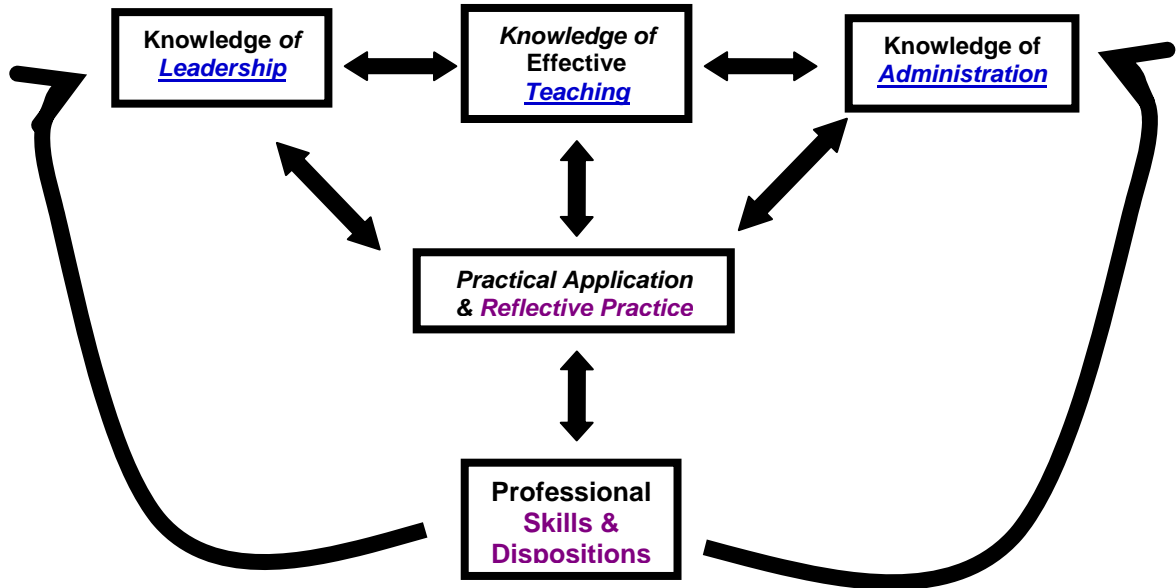 Knowledge of
Leadership
Knowledge of
Effective
Teaching
Knowledge of
Administration
Practical Application
& Reflective Practice
Professional
Skills &
Dispositions